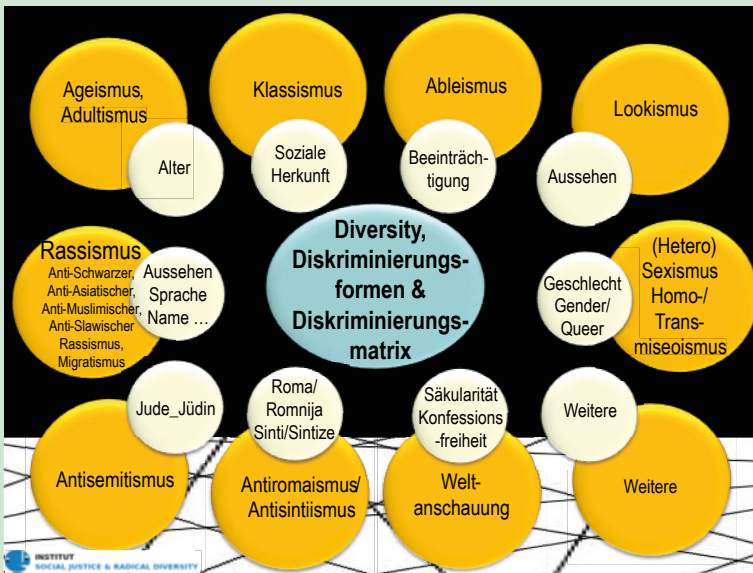 Ageismus,
Adultismus
Alter
Klassismus
Soziale
Herkunft
Ableismus
Beeinträch-
tigung
Lookismus
Aussehen
Diversity,
Diskriminierungs-
formen &
Diskriminierungs-
matrix
Rassismus
Anti-Schwarzer,
Anti-Asiatischer,
Anti-Muslimischer,
Anti-Slawischer
Rassismus,
Migratismus
Aussehen
Sprache
Name ...
Geschlecht
Gender/
Queer
(Hetero)
Sexismus
Homo-/
Trans-
miseoismus
Jude_Jüdin
Antisemitismus
Roma/
Romnija
Sinti/Sintize
Antiromaismus/
Antisintiismus
Säkularität
Konfessions
-freiheit
Welt-
anschauung
Weitere
Weitere
INSTITUT
SOCIAL JUSTICE & RADICAL DIVERSITY